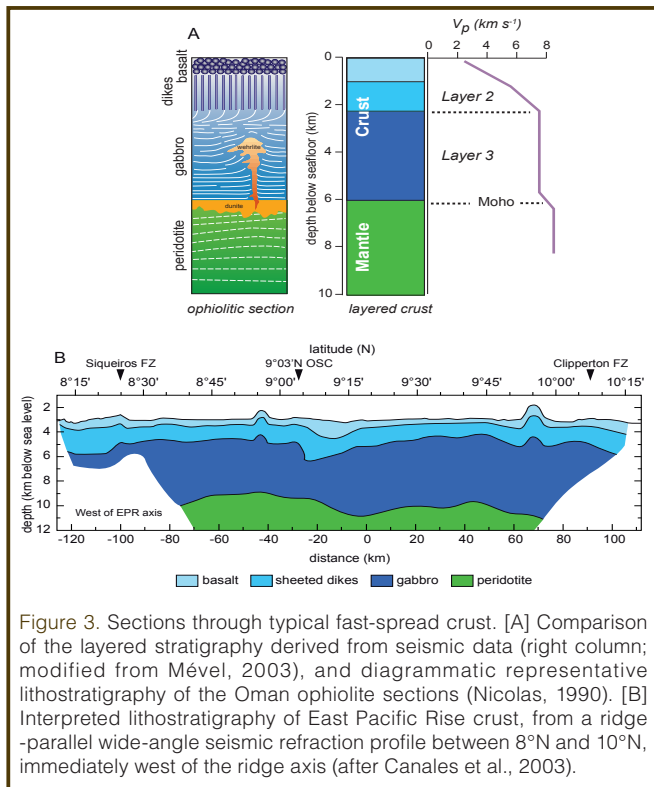 A
V_p (km s⁻¹)
0 2 4 6 8
dikes
basalt
gabbro
peridotite
wehrlite
dunite
ophiolitic section
depth below seafloor (km)
0
2
4
6
8
10
Crust
Mantle
layered crust
Layer 2
Layer 3
Moho
B
latitude (N)
Siqueiros FZ 9°03'N OSC Clipperton FZ
8°15' 8°30' 8°45' 9°00' 9°15' 9°30' 9°45' 10°00' 10°15'
depth (km below sea level)
2
4
6
8
10
12
West of EPR axis
-120 -100 -80 -60 -40 -20 0 20 40 60 80 100
distance (km)
basalt sheeted dikes gabbro peridotite
Figure 3. Sections through typical fast-spread crust. [A] Comparison
of the layered stratigraphy derived from seismic data (right column;
modified from Mével, 2003), and diagrammatic representative
lithostratigraphy of the Oman ophiolite sections (Nicolas, 1990). [B]
Interpreted lithostratigraphy of East Pacific Rise crust, from a ridge
-parallel wide-angle seismic refraction profile between 8°N and 10°N,
immediately west of the ridge axis (after Canales et al., 2003).